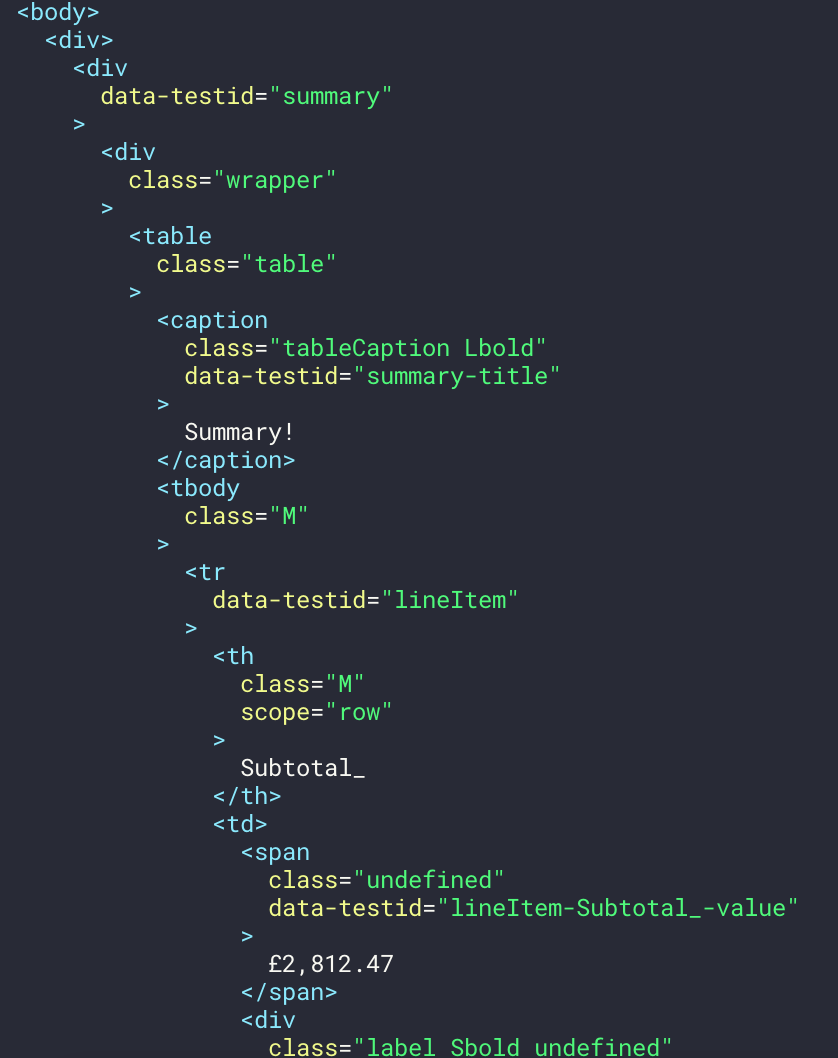 <body>
<div>
<div
data-testid="summary"
>
<div
class="wrapper"
>
<table
class="table"
>
<caption
class="tableCaption Lbold"
data-testid="summary-title"
>
Summary!
</caption>
<tbody
class="M"
>
<tr
data-testid="lineItem"
>
<th
class="M"
scope="row"
>
Subtotal_
</th>
<td>
<span
class="undefined"
data-testid="lineItem-Subtotal_-value"
>
£2,812.47
</span>
<div
class="label Sbold undefined"